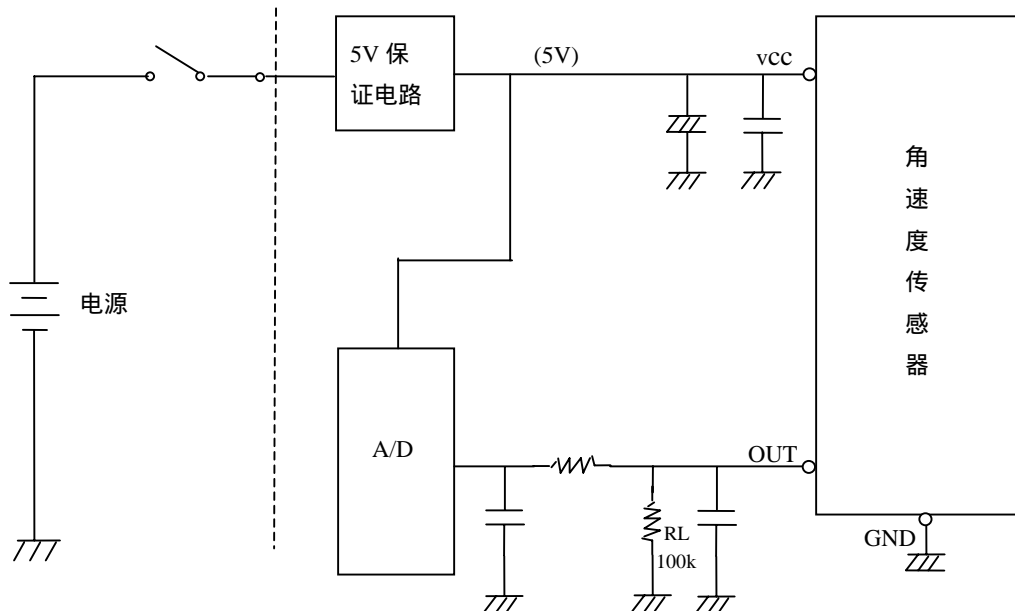 5V 保
证电路
(5V)
vcc
角
速
度
传
感
器
电源
A/D
OUT
RL
100k
GND